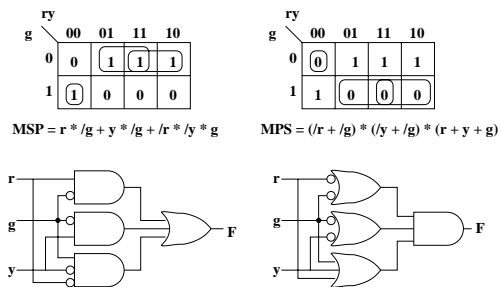 ry
g 00 01 11 10
0 0 1 1 1
1 1 0 0 0
MSP = r * /g + y * /g + /r * /y * g
ry
g 00 01 11 10
0 0 1 1 1
1 1 0 0 0
MPS = (/r + /g) * (/y + /g) * (r + y + g)
r
g
y
F
r
g
y
F